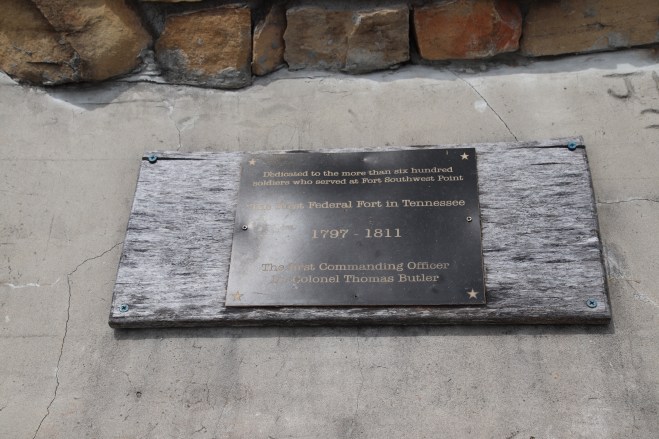 Dedicated to the more than six hundred
soldiers who served at Fort Southwest Point
Federal Fort in Tennessee
1797 - 1811
The First Commanding Officer
Colonel Thomas Butler